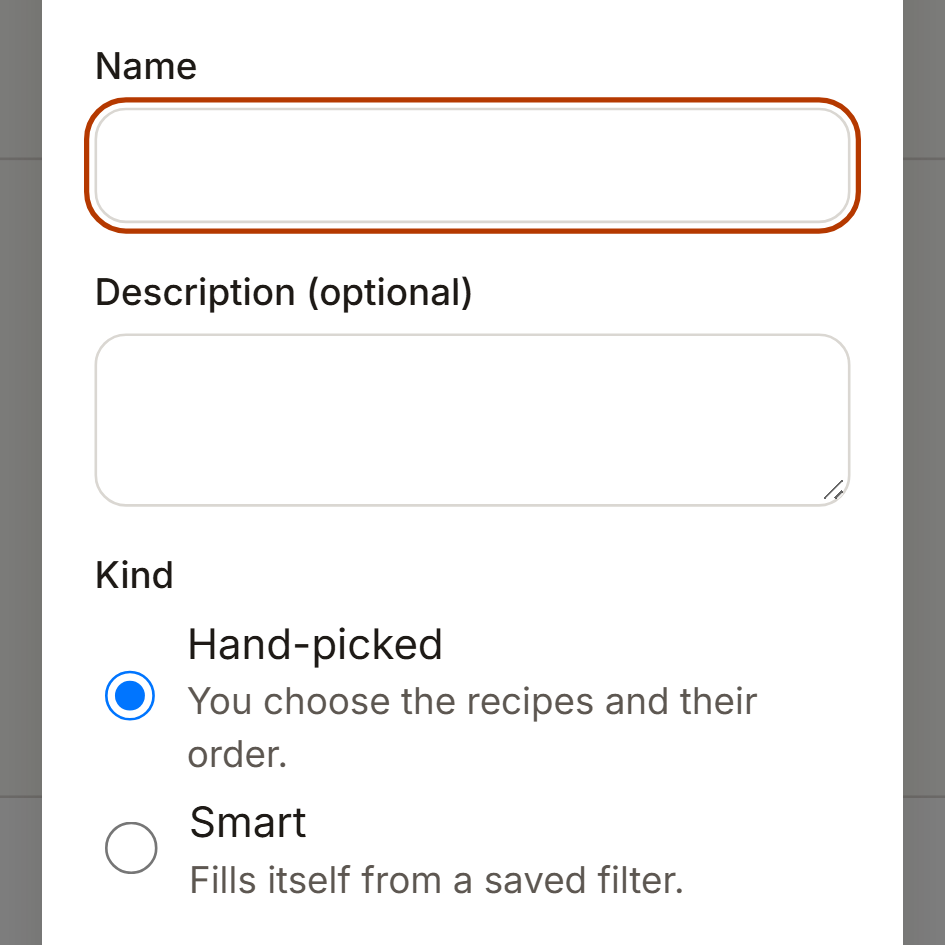 Name
Description (optional)
Kind
Hand-picked
You choose the recipes and their
order.
Smart
Fills itself from a saved filter.